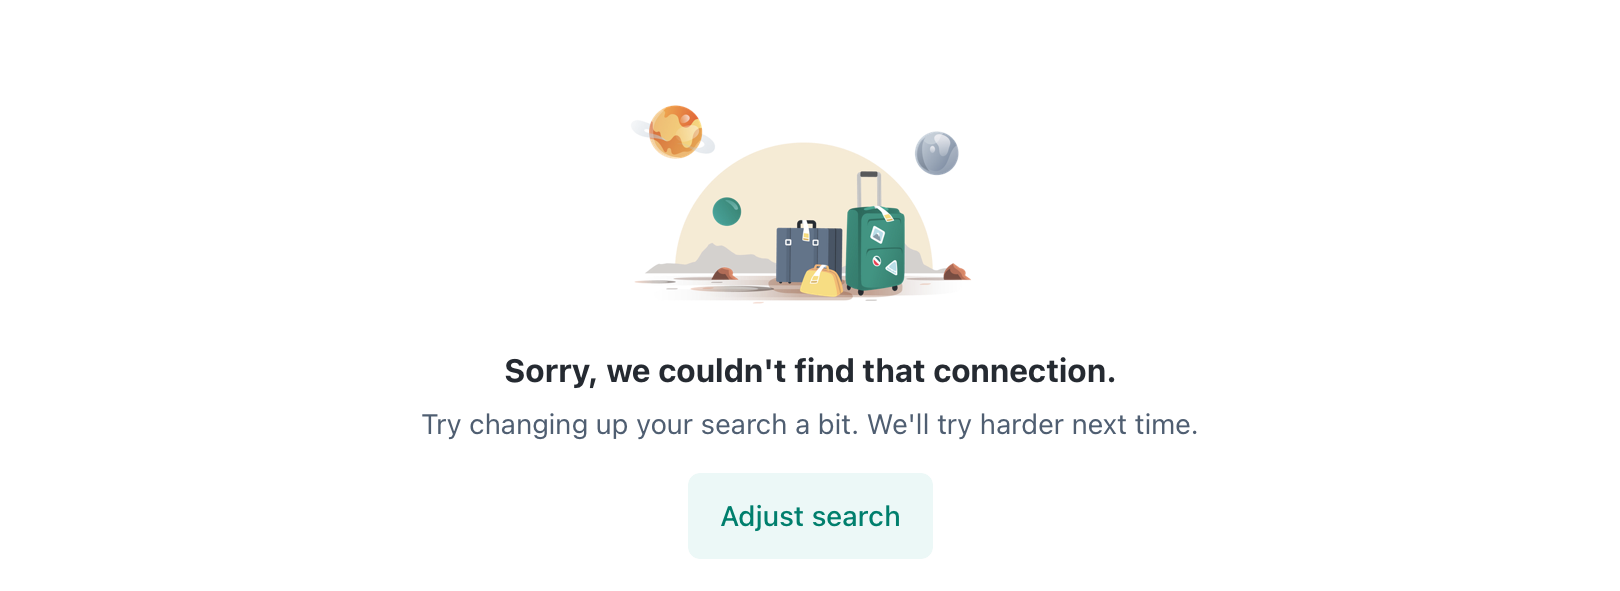 Sorry, we couldn't find that connection.
Try changing up your search a bit. We'll try harder next time.
Adjust search